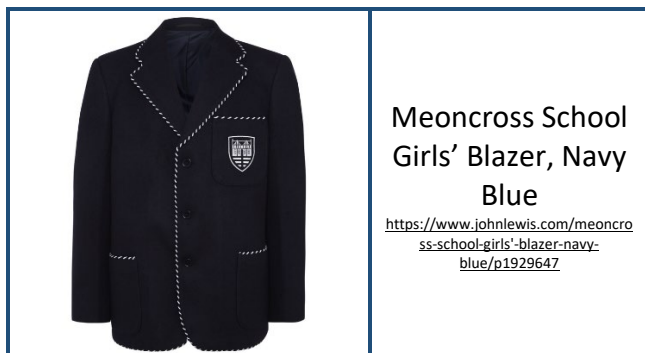 Meoncross School
Girls’ Blazer, Navy
Blue
https://www.johnlewis.com/meoncro
ss-school-girls'-blazer-navy-
blue/p1929647